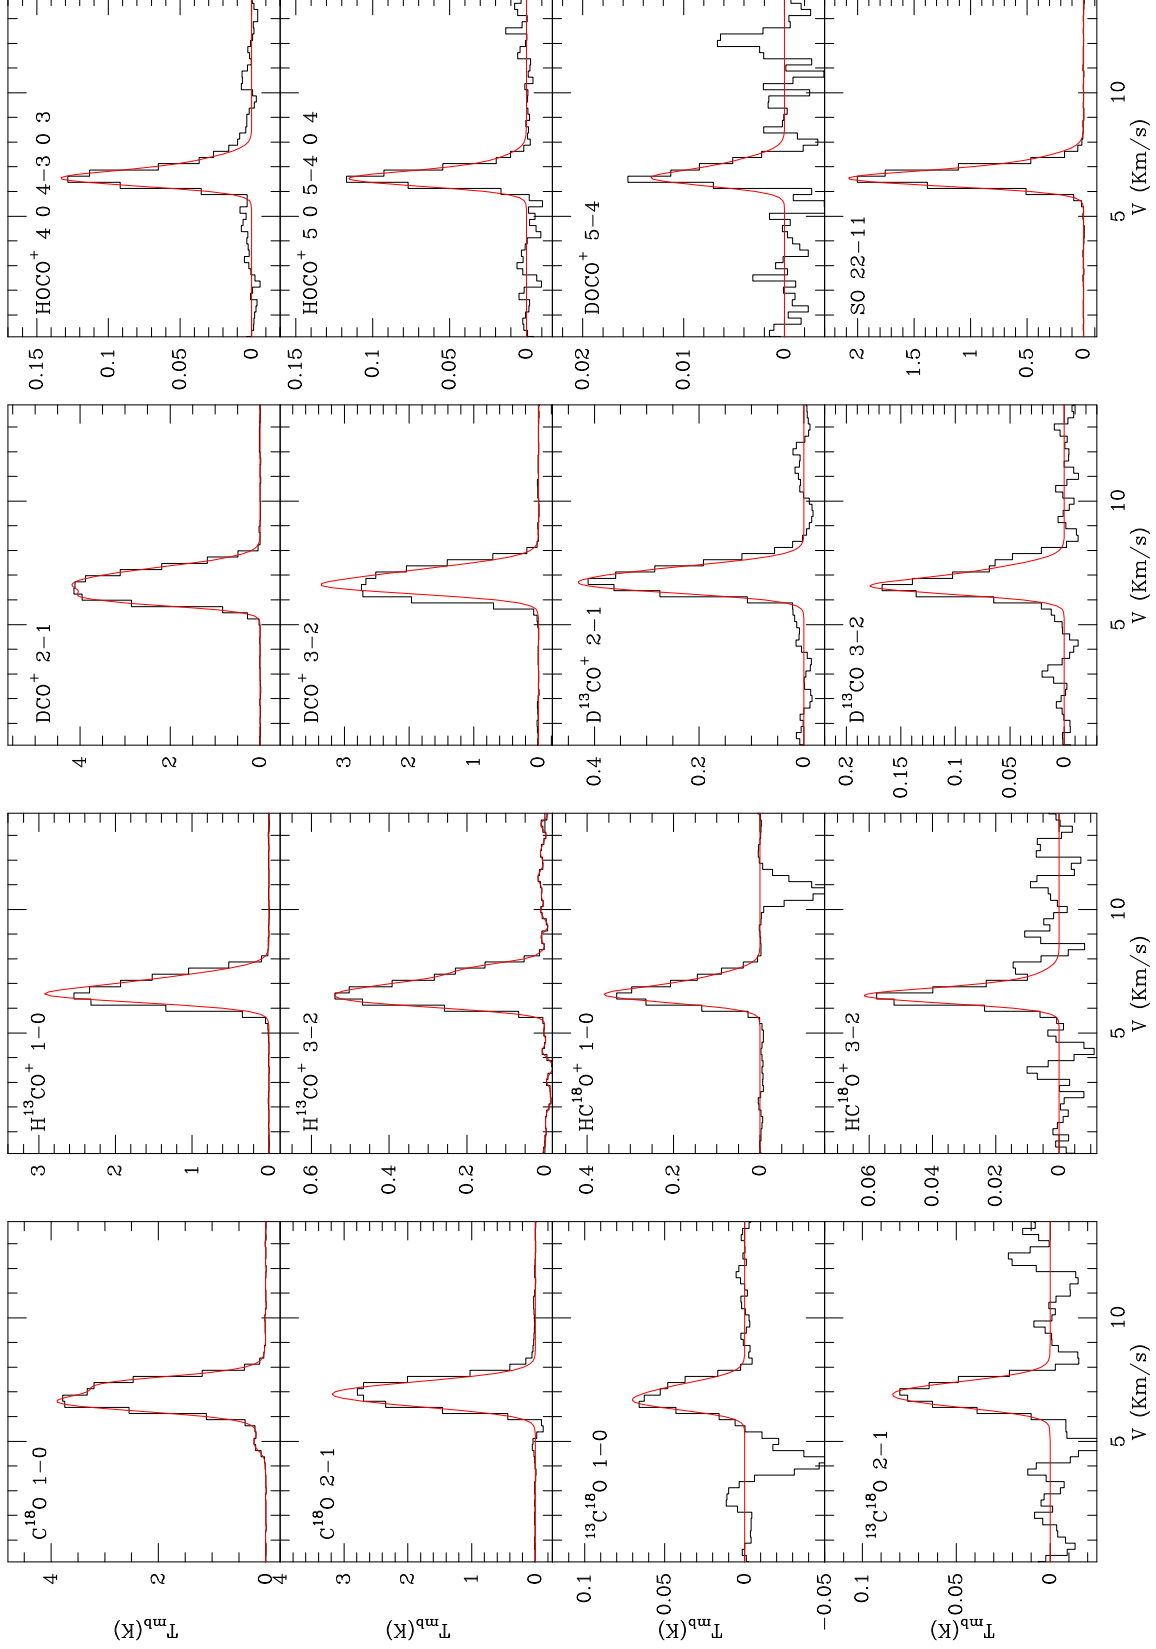 T_mb(K)
4
2
0
C¹⁸O 1−0
3
2
1
0
H¹³CO⁺ 1−0
4
2
0
DCO⁺ 2−1
0.15
0.1
0.05
0
HOCO⁺ 4 0 4−3 0 3
T_mb(K)
4
3
2
1
0
C¹⁸O 2−1
0.6
0.4
0.2
0
H¹³CO⁺ 3−2
3
2
1
0
DCO⁺ 3−2
0.15
0.1
0.05
0
HOCO⁺ 5 0 5−4 0 4
T_mb(K)
0.1
0.05
0
−0.05
¹³C¹⁸O 1−0
0.4
0.2
0
HC¹⁸O⁺ 1−0
0.4
0.2
0
D¹³CO⁺ 2−1
0.02
0.01
0
DOCO⁺ 5−4
T_mb(K)
0.1
0.05
0
¹³C¹⁸O 2−1
0.06
0.04
0.02
0
HC¹⁸O⁺ 3−2
0.2
0.15
0.1
0.05
0
D¹³CO 3−2
2
1.5
1
0.5
0
SO 22−11
5 10
V (Km/s)
5 10
V (Km/s)
5 10
V (Km/s)
5 10
V (Km/s)